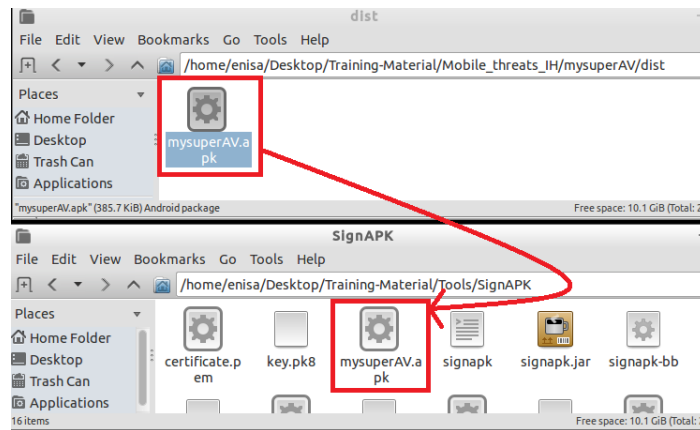 dist
File Edit View Bookmarks Go Tools Help
/home/enisa/Desktop/Training-Material/Mobile_threats_IH/mysuperAV/dist
Places
Home Folder
Desktop
Trash Can
Applications
mysuperAV.a
pk
"mysuperAV.apk" (385.7 KiB) Android package
Free space: 10.1 GiB (Total: 2
SignAPK
File Edit View Bookmarks Go Tools Help
/home/enisa/Desktop/Training-Material/Tools/SignAPK
Places
Home Folder
Desktop
Trash Can
Applications
certificate.p
em
key.pk8
mysuperAV.a
pk
signapk
signapk.jar
signapk-bb
16 items
Free space: 10.1 GiB (Total: